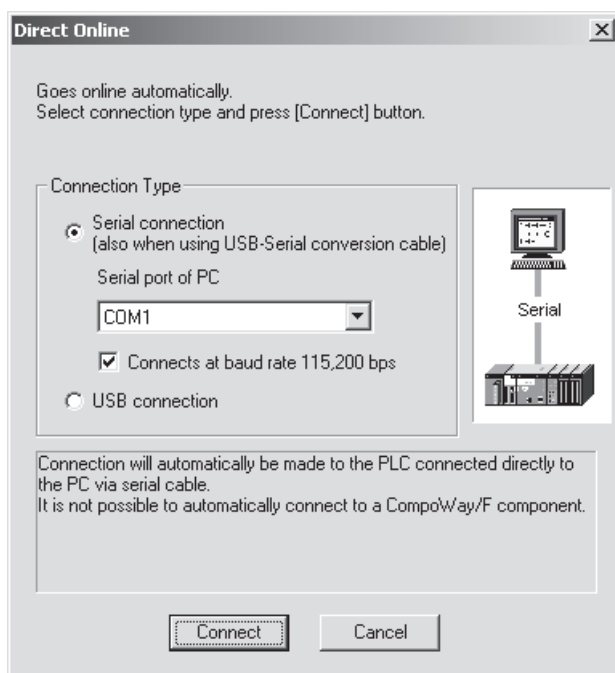 Direct Online
Goes online automatically.
Select connection type and press [Connect] button.
Connection Type
Serial connection
(also when using USB-Serial conversion cable)
Serial port of PC
COM1
Connects at baud rate 115,200 bps
USB connection
Serial
Connection will automatically be made to the PLC connected directly to
the PC via serial cable.
It is not possible to automatically connect to a CompoWay/F component.
Connect
Cancel